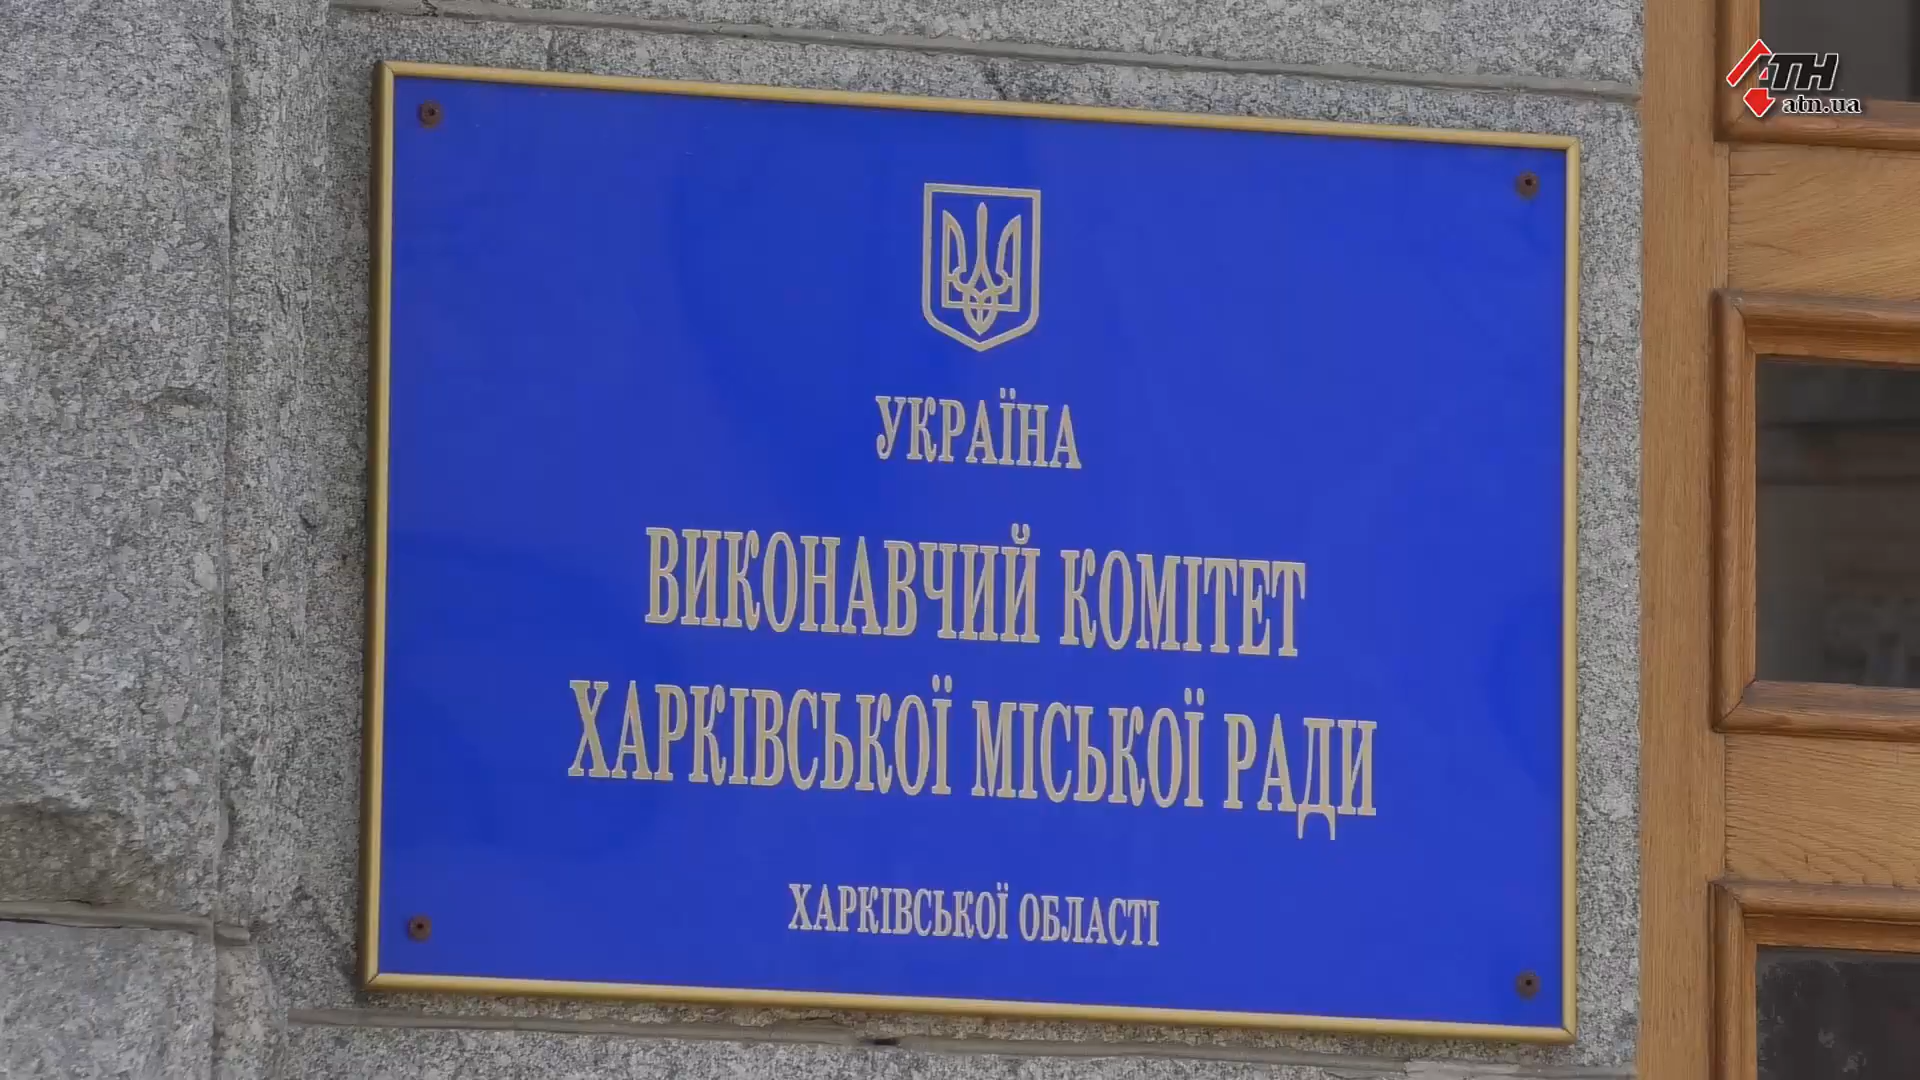 АТН
atn.ua
УКРАЇНА
ВИКОНАВЧИЙ КОМІТЕТ
ХАРКІВСЬКОЇ МІСЬКОЇ РАДИ
ХАРКІВСЬКОЇ ОБЛАСТІ